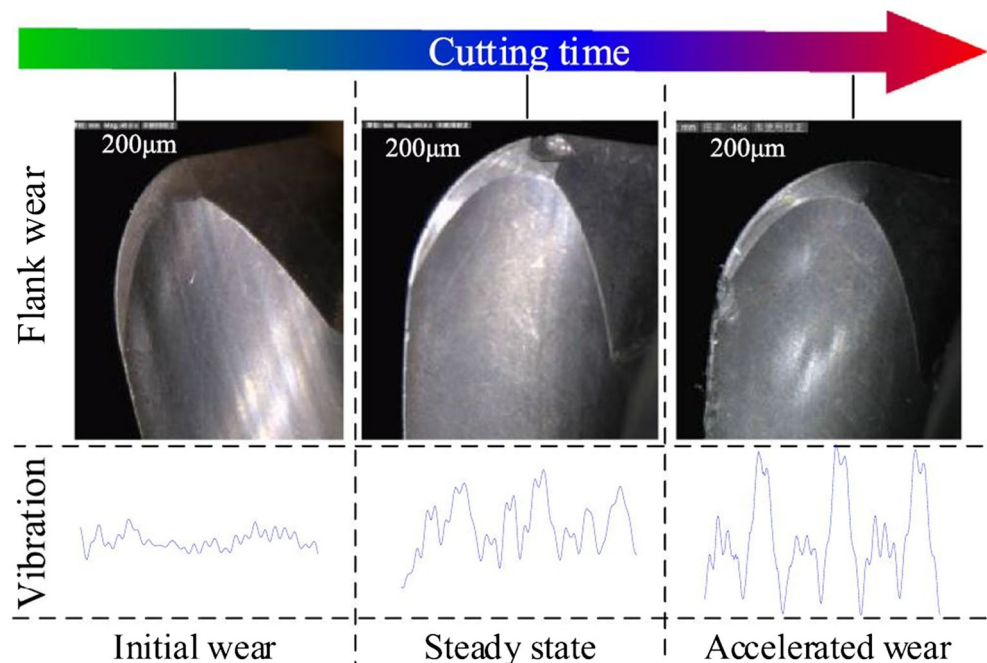 Cutting time
Flank wear
200μm
200μm
200μm
Vibration
Initial wear
Steady state
Accelerated wear